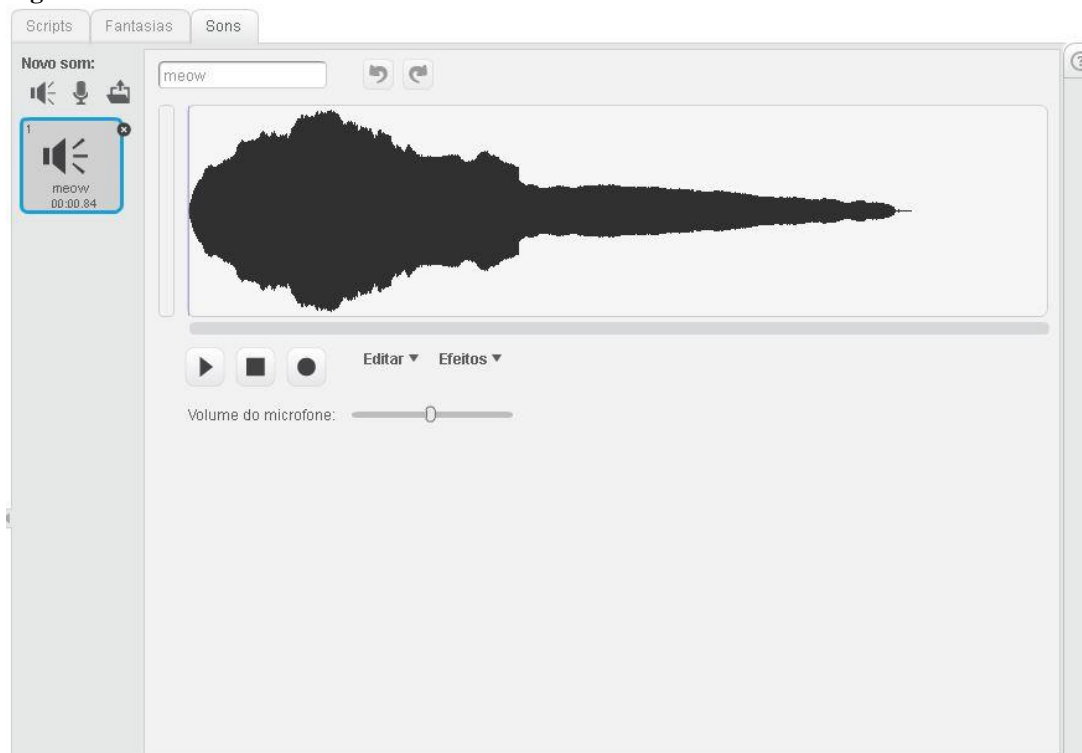 Scripts
Fantasias
Sons
Novo som:
meow
1
meow
00:00.84
Editar
Efeitos
Volume do microfone: